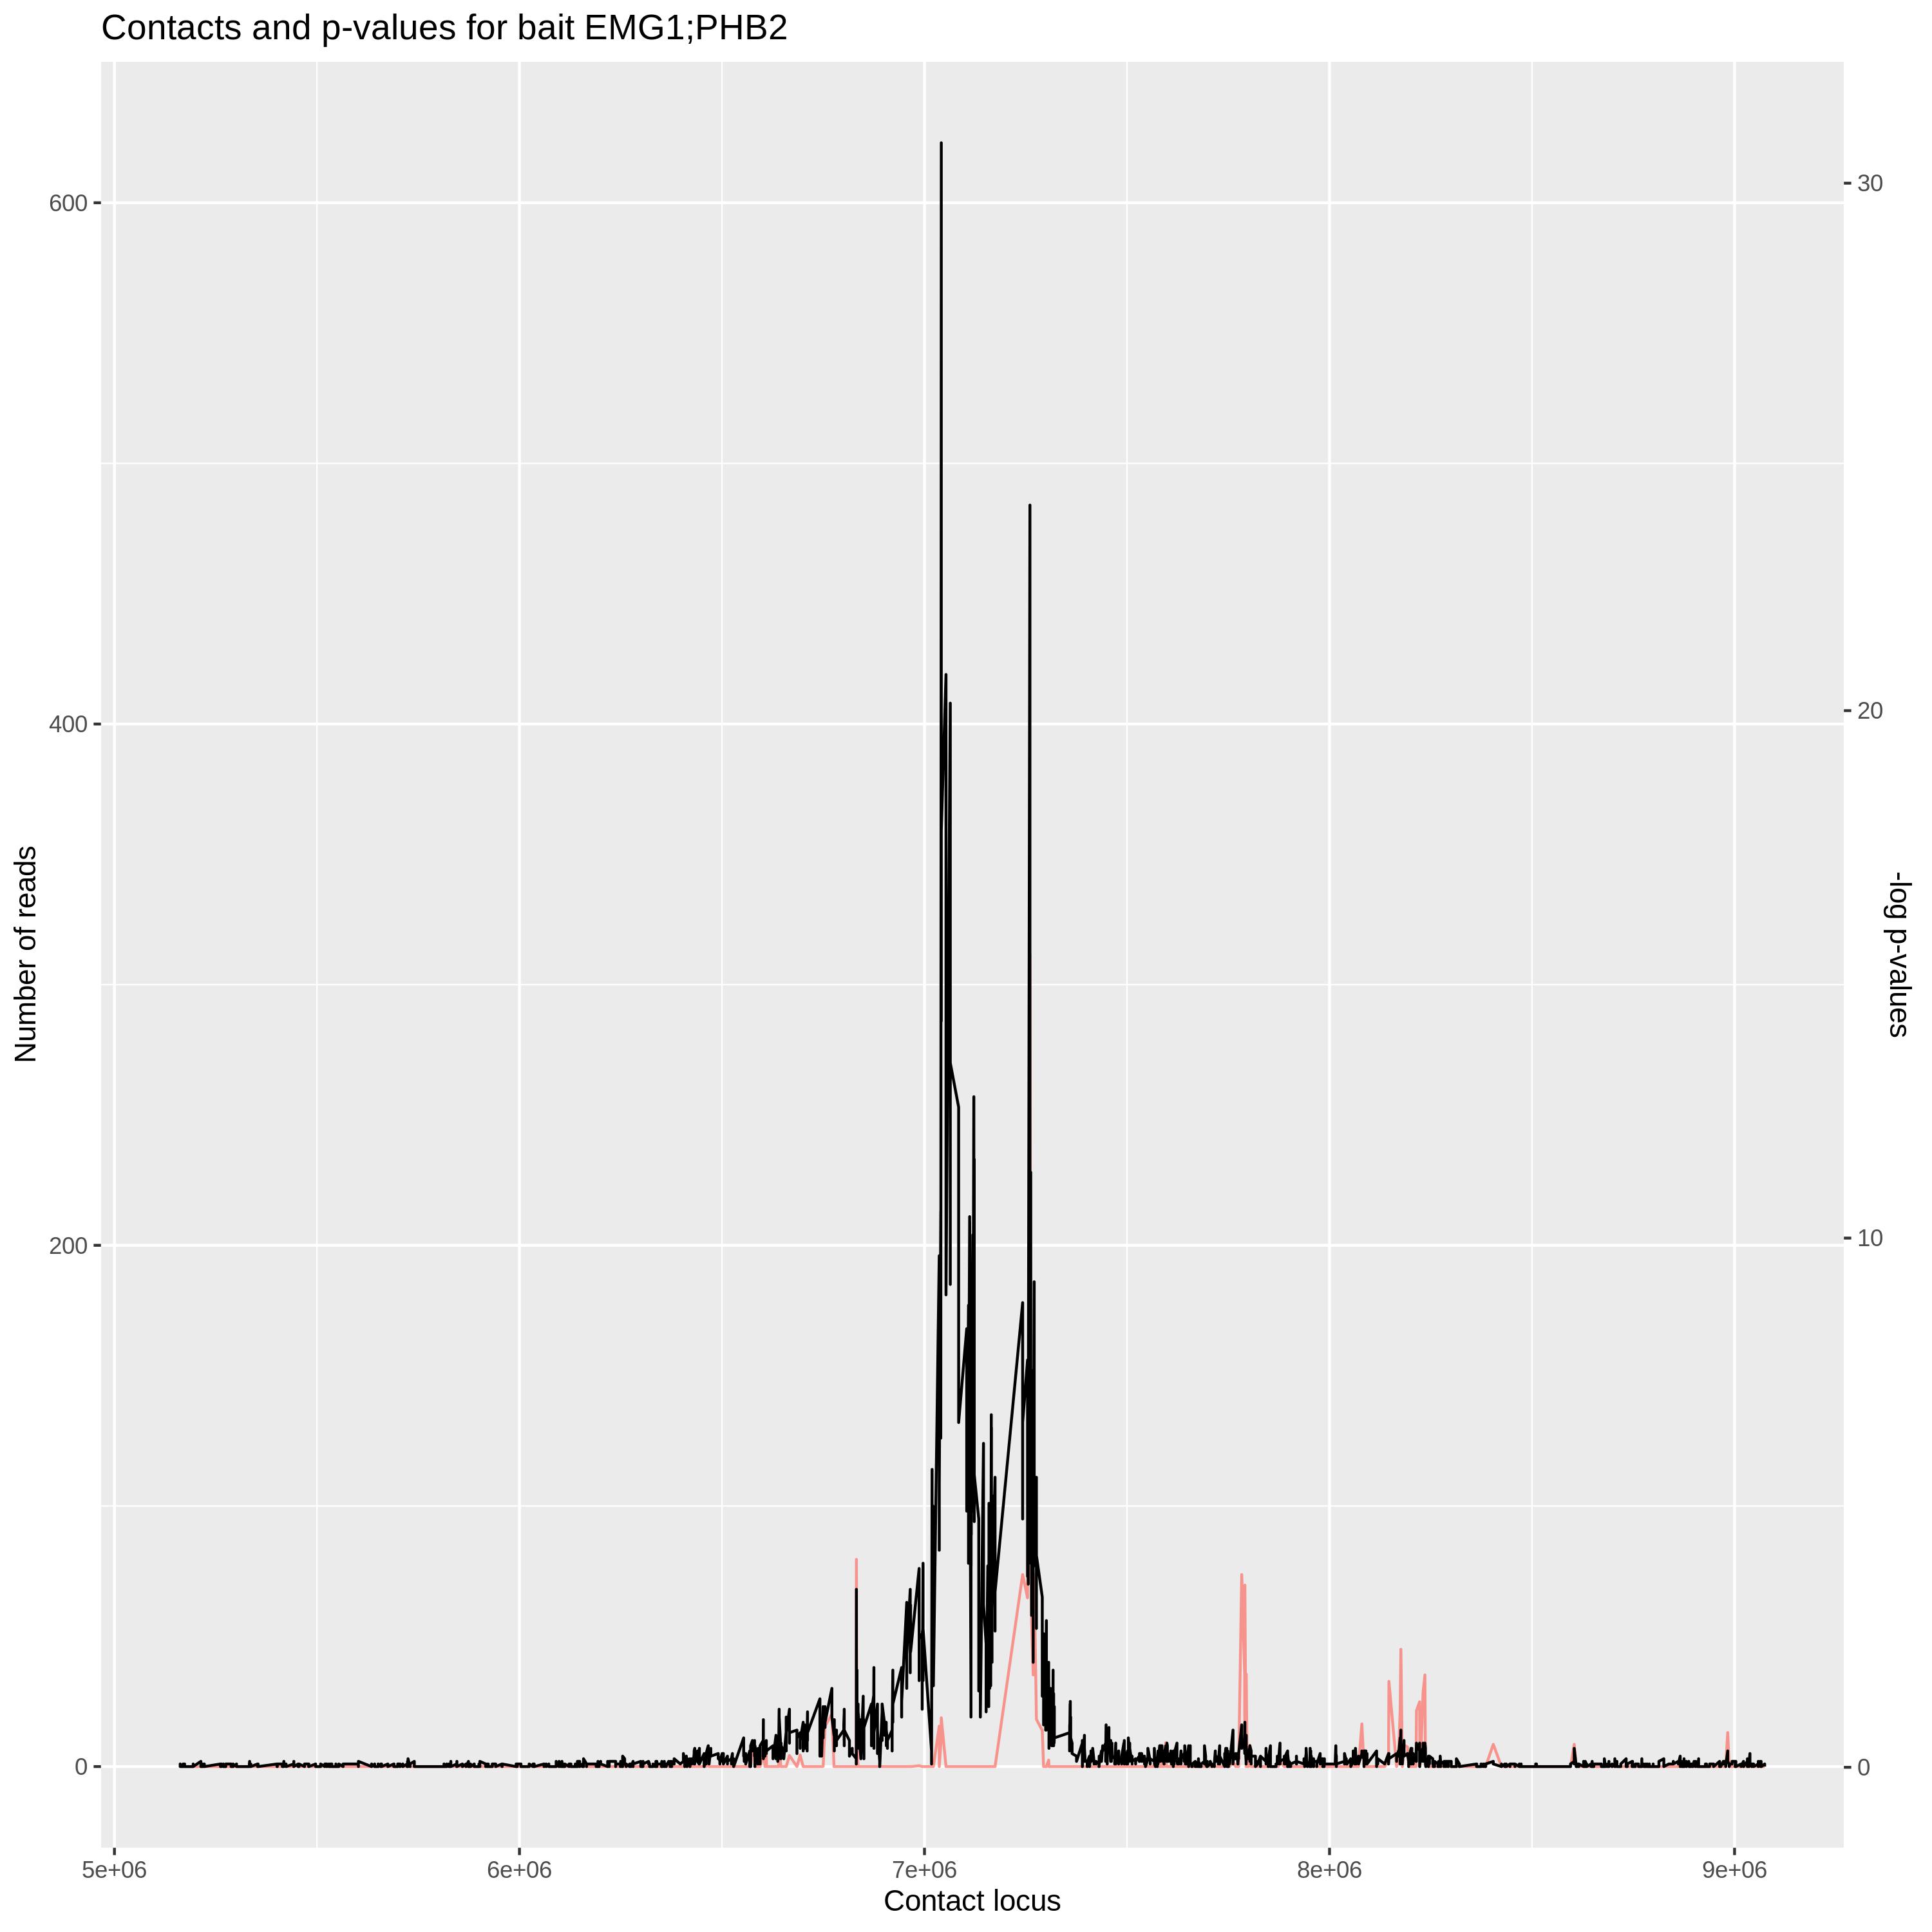 Contacts and p-values for bait EMG1;PHB2
600
400
200
0
Number of reads
30
20
10
0
-log p-values
5e+06
6e+06
7e+06
8e+06
9e+06
Contact locus